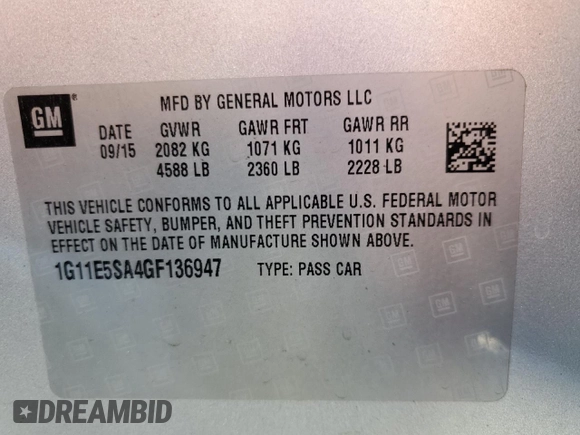 GM
MFD BY GENERAL MOTORS LLC
DATE GVWR GAWR FRT GAWR RR
09/15 2082 KG 1071 KG 1011 KG
4588 LB 2360 LB 2228 LB
THIS VEHICLE CONFORMS TO ALL APPLICABLE U.S. FEDERAL MOTOR
VEHICLE SAFETY, BUMPER, AND THEFT PREVENTION STANDARDS IN
EFFECT ON THE DATE OF MANUFACTURE SHOWN ABOVE.
1G11E5SA4GF136947 TYPE: PASS CAR
DREAMBID